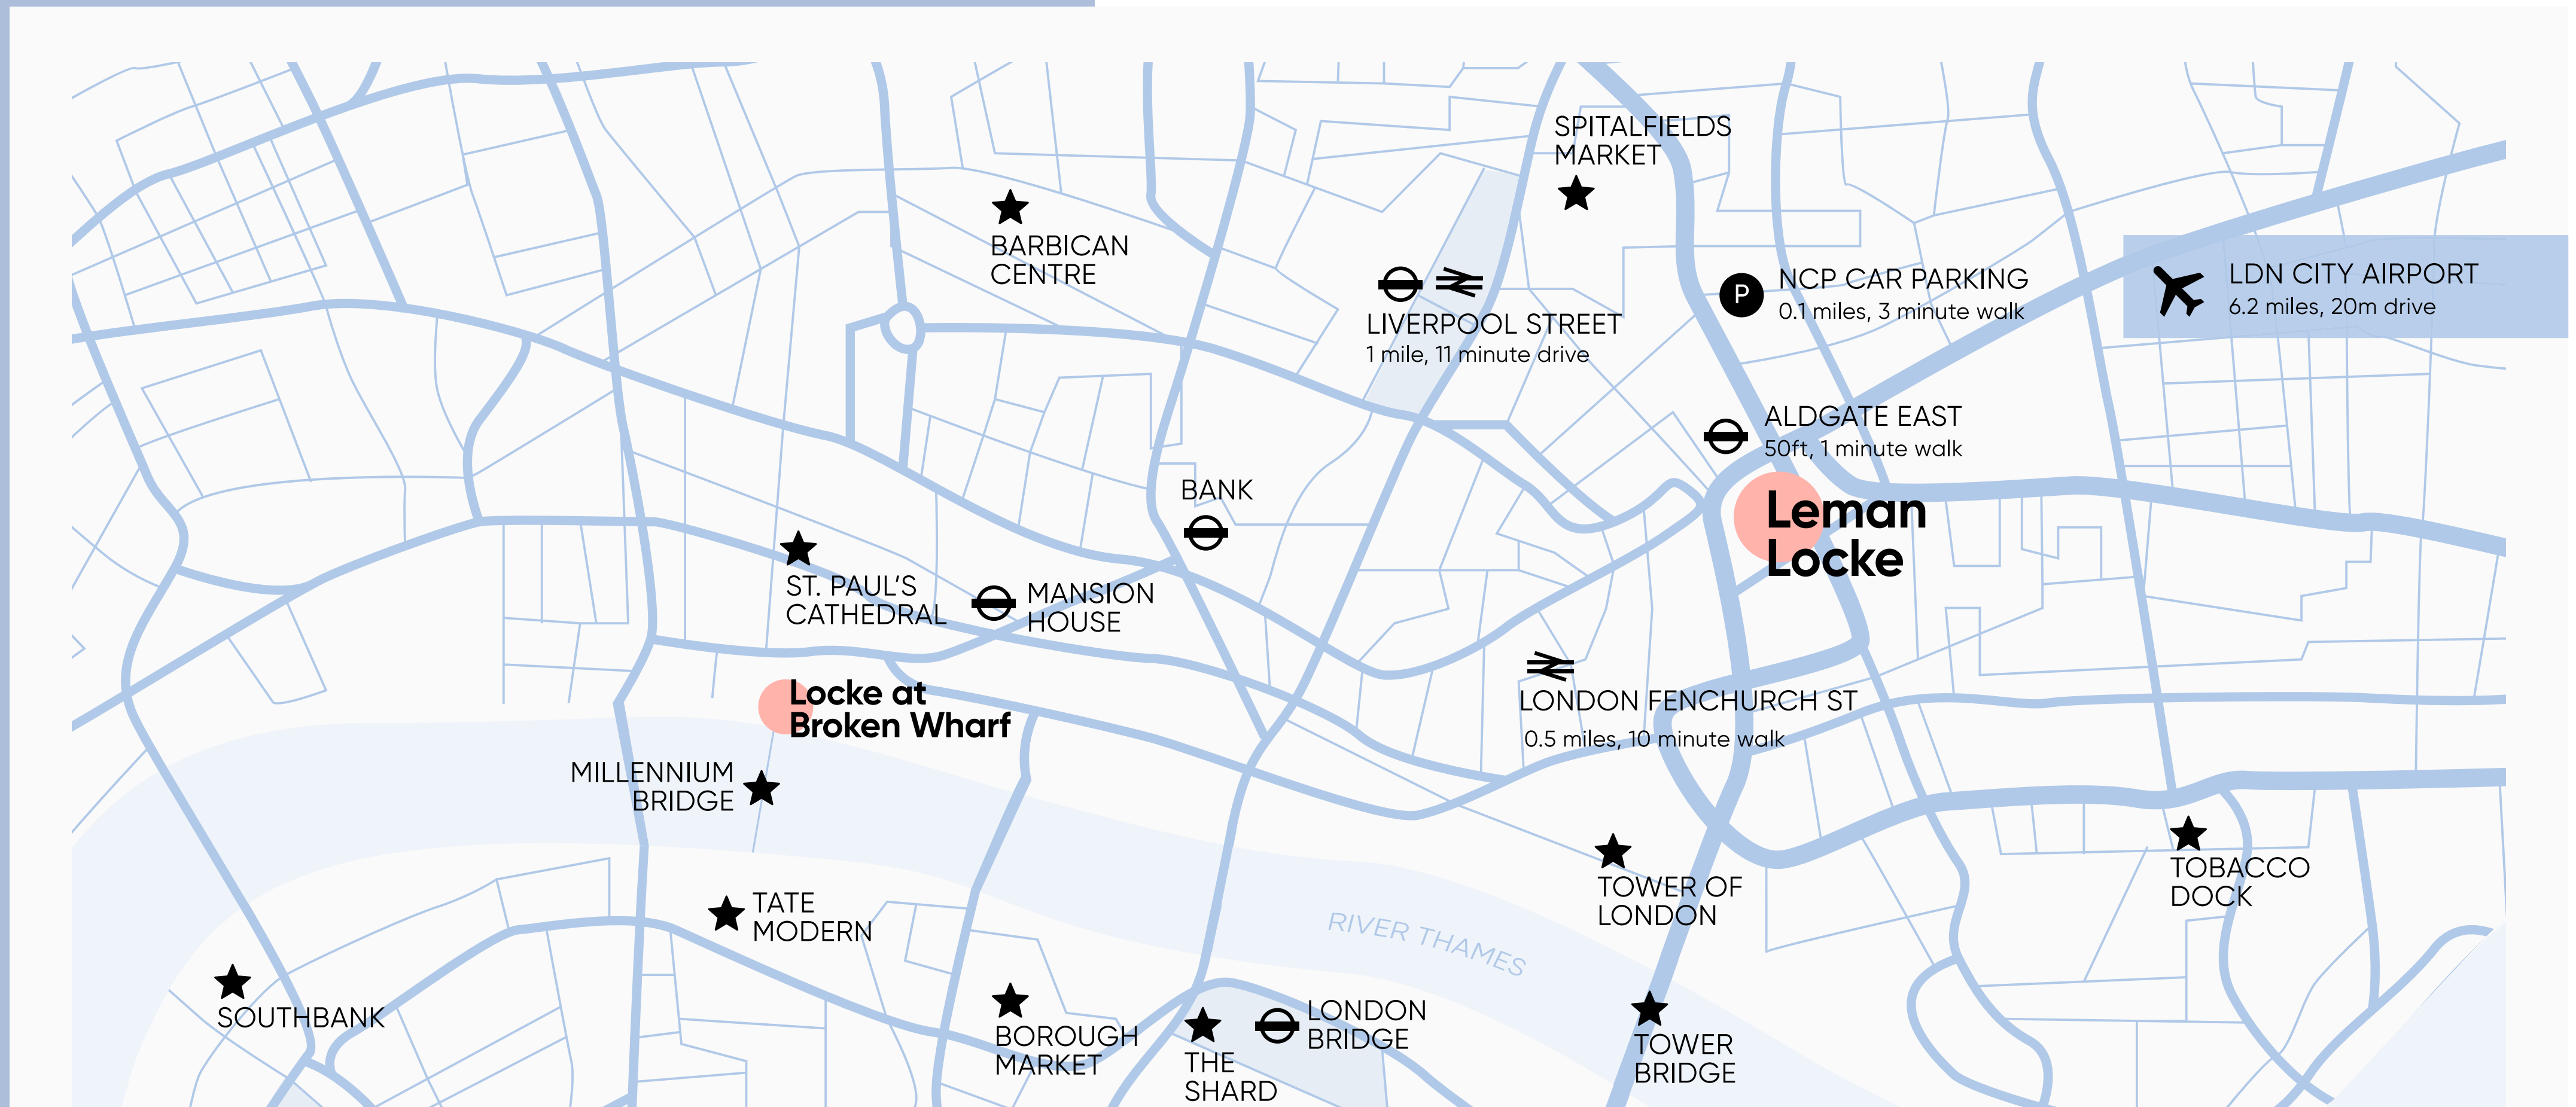 SPITALFIELDS
MARKET
BARBICAN
CENTRE
LIVERPOOL STREET
1 mile, 11 minute drive
P
NCP CAR PARKING
0.1 miles, 3 minute walk
LDN CITY AIRPORT
6.2 miles, 20m drive
ALDGATE EAST
50ft, 1 minute walk
Leman
Locke
BANK
ST. PAUL'S
CATHEDRAL
MANSION
HOUSE
Locke at
Broken Wharf
LONDON FENCHURCH ST
0.5 miles, 10 minute walk
MILLENNIUM
BRIDGE
TATE
MODERN
TOWER OF
LONDON
TOBACCO
DOCK
RIVER THAMES
SOUTHBANK
BOROUGH
MARKET
THE
SHARD
LONDON
BRIDGE
TOWER
BRIDGE